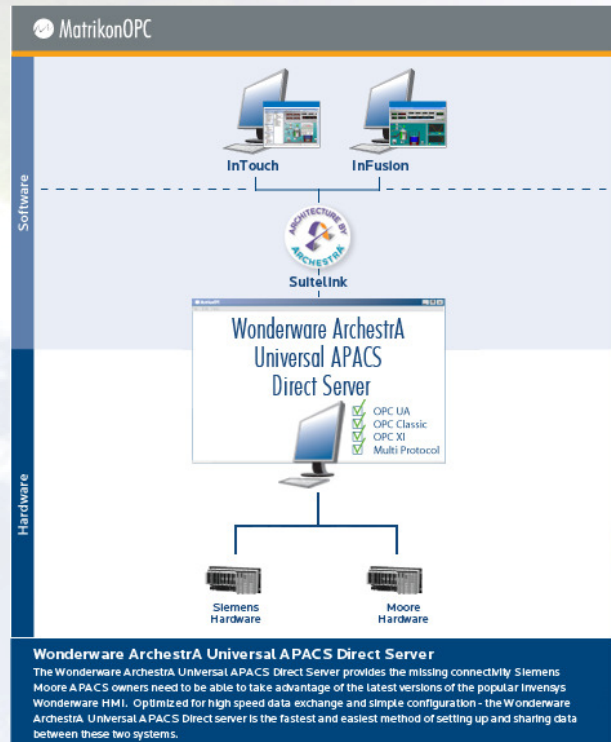 MatrikonOPC
InTouch
InFusion
Software
ARCHITECTURE BY
ARCHESTRA
SuiteLink
MatrikonOPC
Wonderware ArchestrA
Universal APACS
Direct Server
OPC UA
OPC Classic
OPC XI
Multi Protocol
Hardware
Siemens
Hardware
Moore
Hardware
Wonderware ArchestrA Universal APACS Direct Server
The Wonderware ArchestrA Universal APACS Direct Server provides the missing connectivity Siemens
Moore APACS owners need to be able to take advantage of the latest versions of the popular Invensys
Wonderware HMI. Optimized for high speed data exchange and simple configuration - the Wonderware
ArchestrA Universal APACS Direct server is the fastest and easiest method of setting up and sharing data
between these two systems.